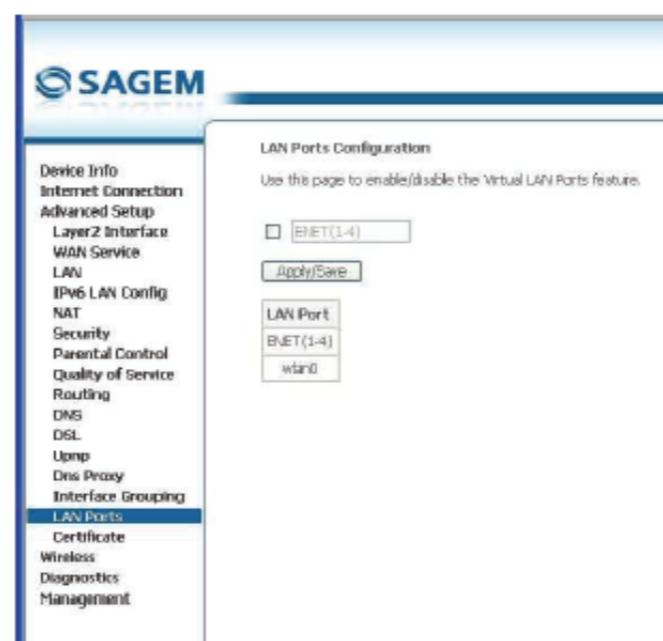 SAGEM
Device Info
Internet Connection
Advanced Setup
Layer2 Interface
WAN Service
LAN
IPv6 LAN Config
NAT
Security
Parental Control
Quality of Service
Routing
DNS
DSL
Upnp
Dns Proxy
Interface Grouping
LAN Ports
Certificate
Wireless
Diagnostics
Management
LAN Ports Configuration
Use this page to enable/disable the Virtual LAN Ports feature.
ENET(1-4)
Apply/Save
LAN Port
ENET(1-4)
wlan0